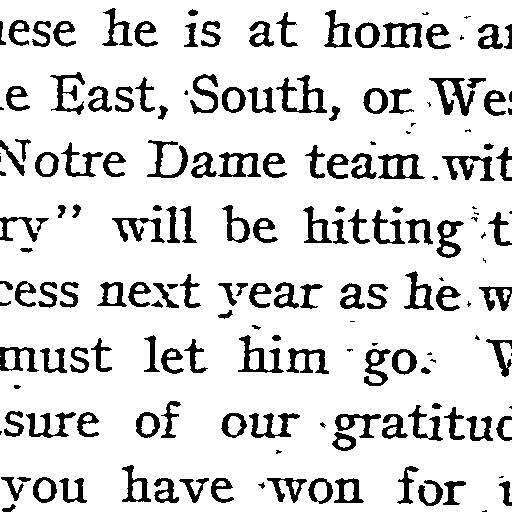 ese he is at home a
e East, South, or Wes
Notre Dame team wit
ry” will be hitting t
cess next year as he w
must let him go. W
sure of our gratitud
you have won for u